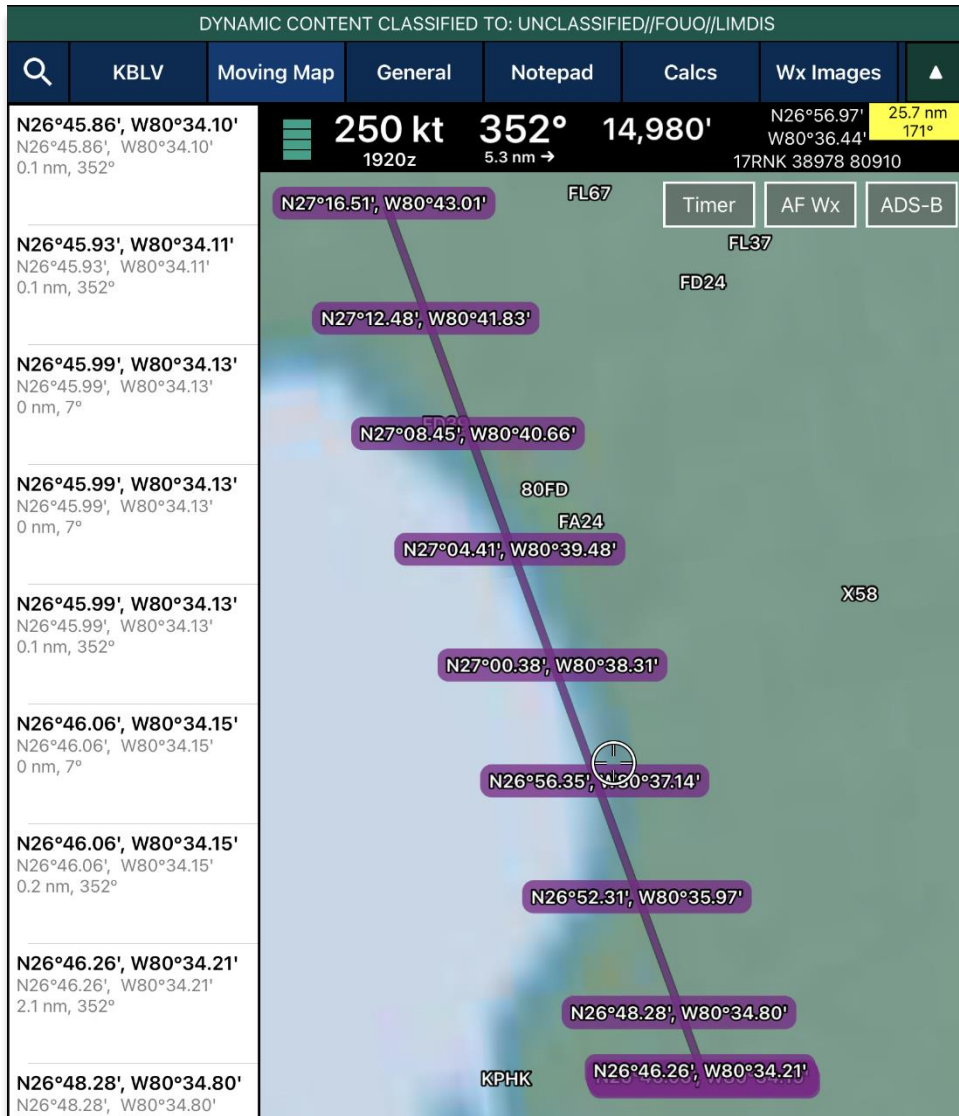 DYNAMIC CONTENT CLASSIFIED TO: UNCLASSIFIED//FOUO//LIMDIS
KBLV Moving Map General Notepad Calcs Wx Images ▲
N26°45.86', W80°34.10'
N26°45.86', W80°34.10'
0.1 nm, 352°
N26°45.93', W80°34.11'
N26°45.93', W80°34.11'
0.1 nm, 352°
N26°45.99', W80°34.13'
N26°45.99', W80°34.13'
0 nm, 7°
N26°45.99', W80°34.13'
N26°45.99', W80°34.13'
0 nm, 7°
N26°45.99', W80°34.13'
N26°45.99', W80°34.13'
0.1 nm, 352°
N26°46.06', W80°34.15'
N26°46.06', W80°34.15'
0 nm, 7°
N26°46.06', W80°34.15'
N26°46.06', W80°34.15'
0.2 nm, 352°
N26°46.26', W80°34.21'
N26°46.26', W80°34.21'
2.1 nm, 352°
N26°48.28', W80°34.80'
N26°48.28', W80°34.80'
250 kt
1920z
352°
5.3 nm →
14,980'
N26°56.97'
W80°36.44'
17RNK 38978 80910
25.7 nm
171°
Timer AF Wx ADS-B
FL67
N27°16.51', W80°43.01'
FL37
FD24
N27°12.48', W80°41.83'
N27°08.45', W80°40.66'
80FD
FA24
N27°04.41', W80°39.48'
X58
N27°00.38', W80°38.31'
N26°56.35', W80°37.14'
N26°52.31', W80°35.97'
N26°48.28', W80°34.80'
N26°46.26', W80°34.21'
KPHK